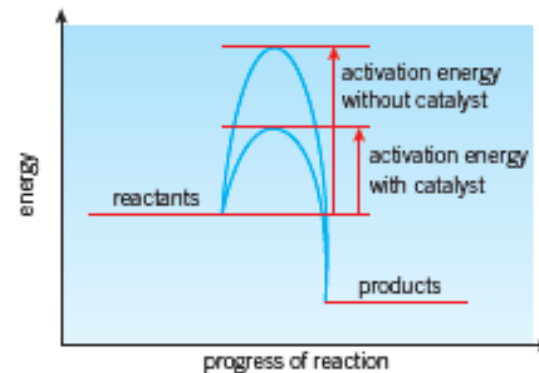 activation energy
without catalyst
activation energy
with catalyst
reactants
products
energy
progress of reaction